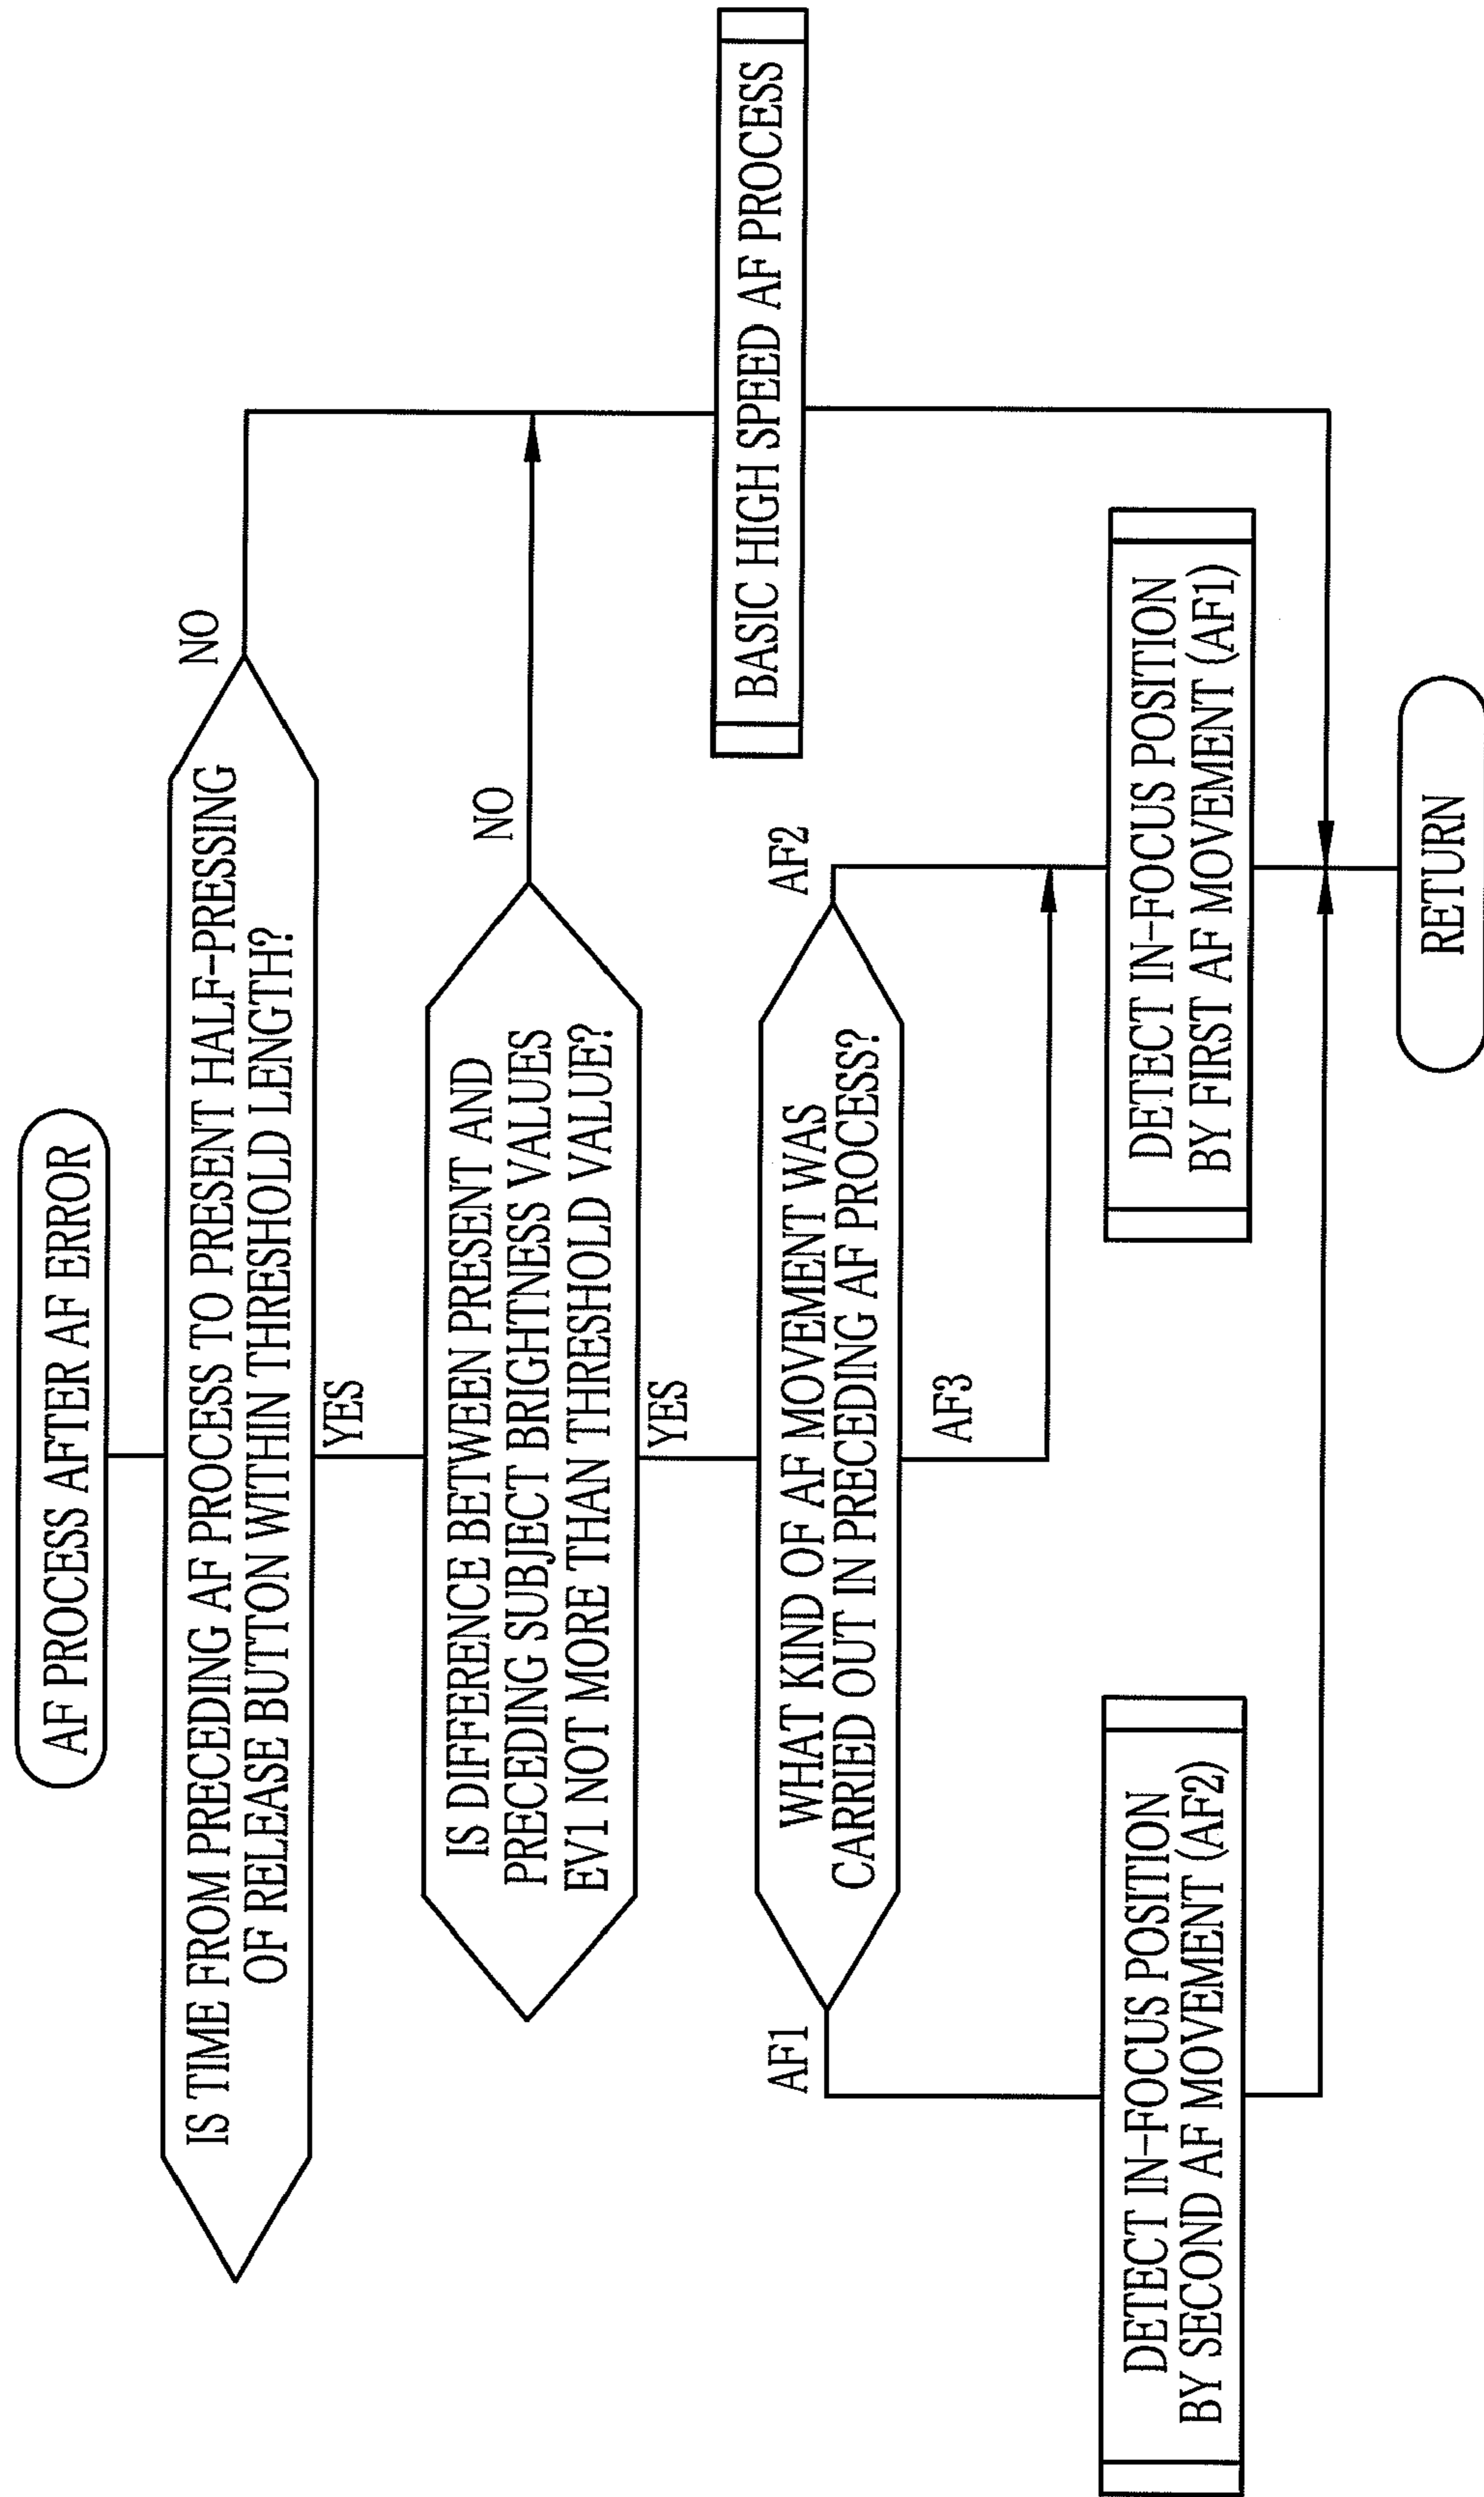 AF PROCESS AFTER AF ERROR
IS TIME FROM PRECEDING AF PROCESS TO PRESENT HALF-PRESSING
OF RELEASE BUTTON WITHIN THRESHOLD LENGTH?
NO
YES
IS DIFFERENCE BETWEEN PRESENT AND
PRECEDING SUBJECT BRIGHTNESS VALUES
EV1 NOT MORE THAN THRESHOLD VALUE?
NO
YES
BASIC HIGH SPEED AF PROCESS
WHAT KIND OF AF MOVEMENT WAS
CARRIED OUT IN PRECEDING AF PROCESS?
AF1
AF2
AF3
DETECT IN-FOCUS POSITION
BY SECOND AF MOVEMENT (AF2)
DETECT IN-FOCUS POSITION
BY FIRST AF MOVEMENT (AF1)
RETURN